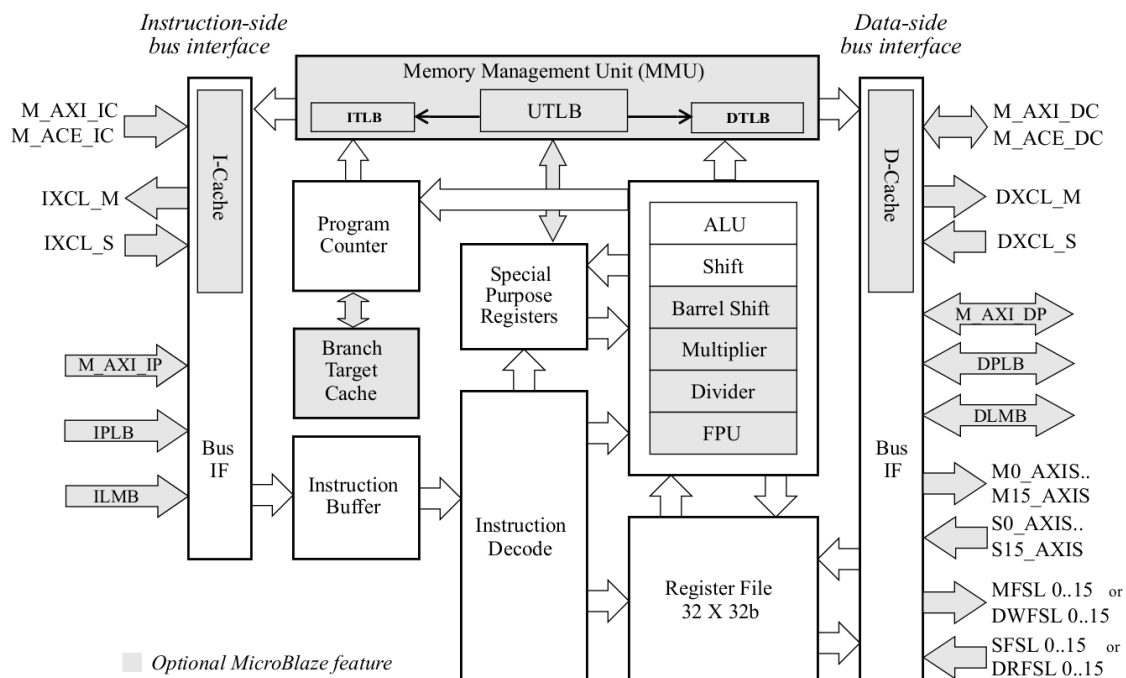 Instruction-side
bus interface
Data-side
bus interface
Memory Management Unit (MMU)
ITLB
UTLB
DTLB
M_AXI_IC
M_ACE_IC
IXCL_M
IXCL_S
I-Cache
M_AXI_IP
IPLB
ILMB
Bus
IF
Program
Counter
Branch
Target
Cache
Special
Purpose
Registers
Instruction
Buffer
Instruction
Decode
ALU
Shift
Barrel Shift
Multiplier
Divider
FPU
Register File
32 X 32b
D-Cache
Bus
IF
M_AXI_DC
M_ACE_DC
DXCL_M
DXCL_S
M_AXI_DP
DPLB
DLMB
M0_AXIS..
M15_AXIS
S0_AXIS..
S15_AXIS
MFSL 0..15 or
DWFSL 0..15
SFSL 0..15 or
DRFSL 0..15
Optional MicroBlaze feature